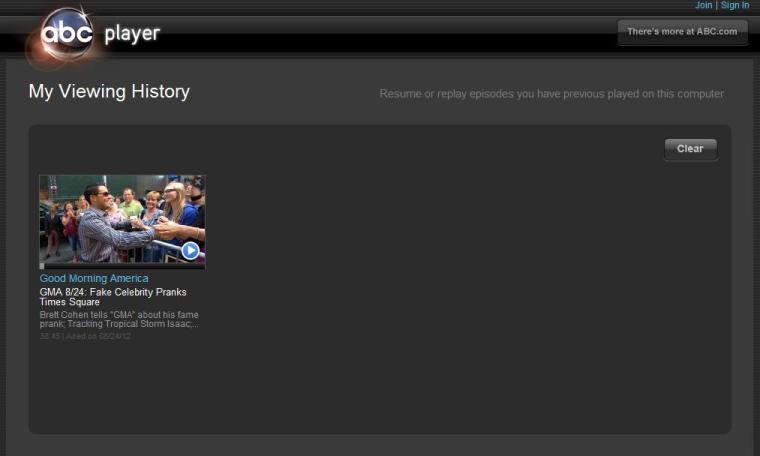 Join | Sign In
abc player
There's more at ABC.com
My Viewing History
Resume or replay episodes you have previous played on this computer
Clear
Good Morning America
GMA 8/24: Fake Celebrity Pranks
Times Square
Brett Cohen tells "GMA" about his fame
prank; Tracking Tropical Storm Isaac;...
38:45 | Aired on 08/24/12